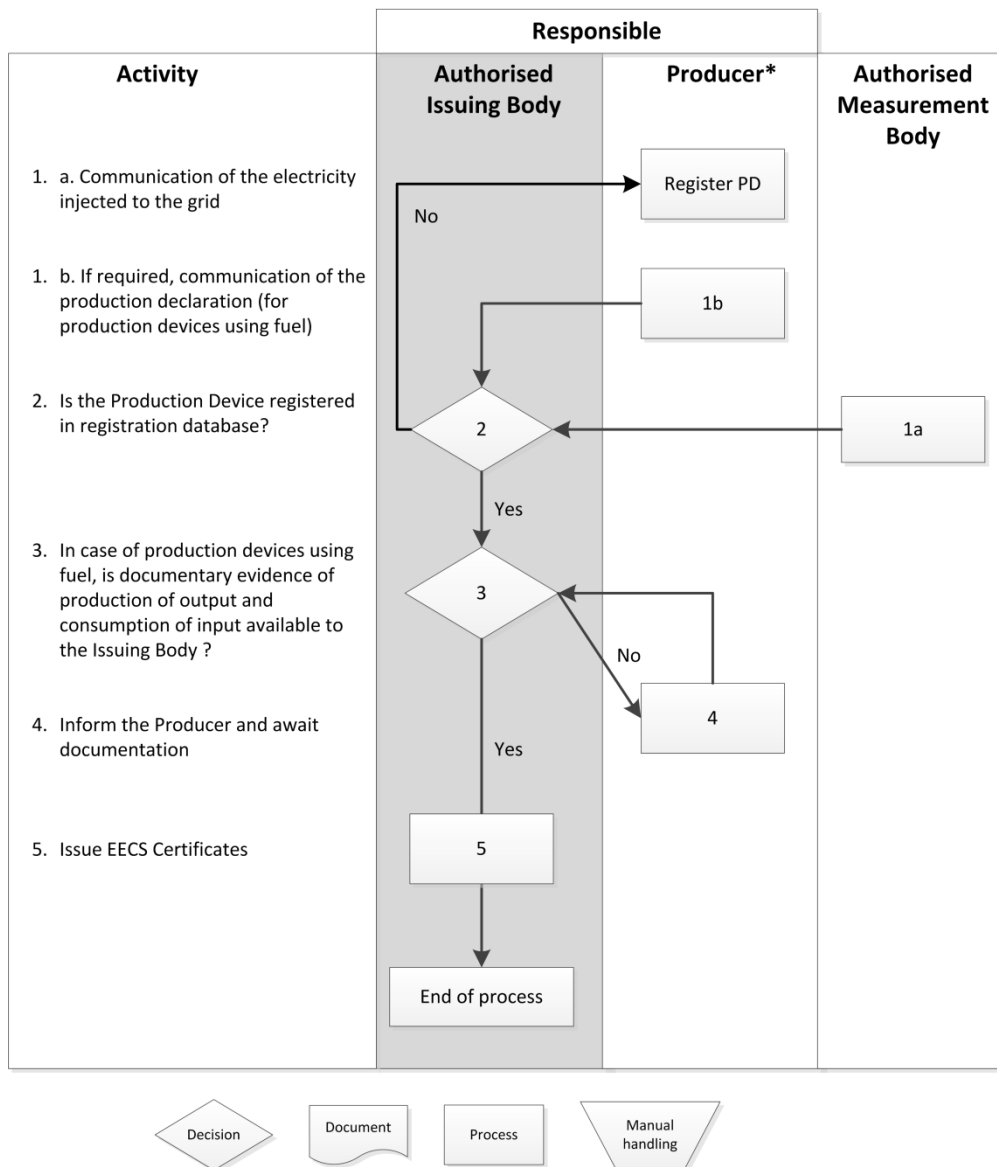 Responsible
Activity
Authorised
Issuing Body
Producer*
Authorised
Measurement
Body
1. a. Communication of the electricity
injected to the grid
Register PD
No
1. b. If required, communication of the
production declaration (for
production devices using fuel)
1b
2. Is the Production Device registered
in registration database?
2
1a
Yes
3. In case of production devices using
fuel, is documentary evidence of
production of output and
consumption of input available to
the Issuing Body ?
3
No
4. Inform the Producer and await
documentation
4
Yes
5. Issue EECS Certificates
5
End of process
Decision
Document
Process
Manual
handling